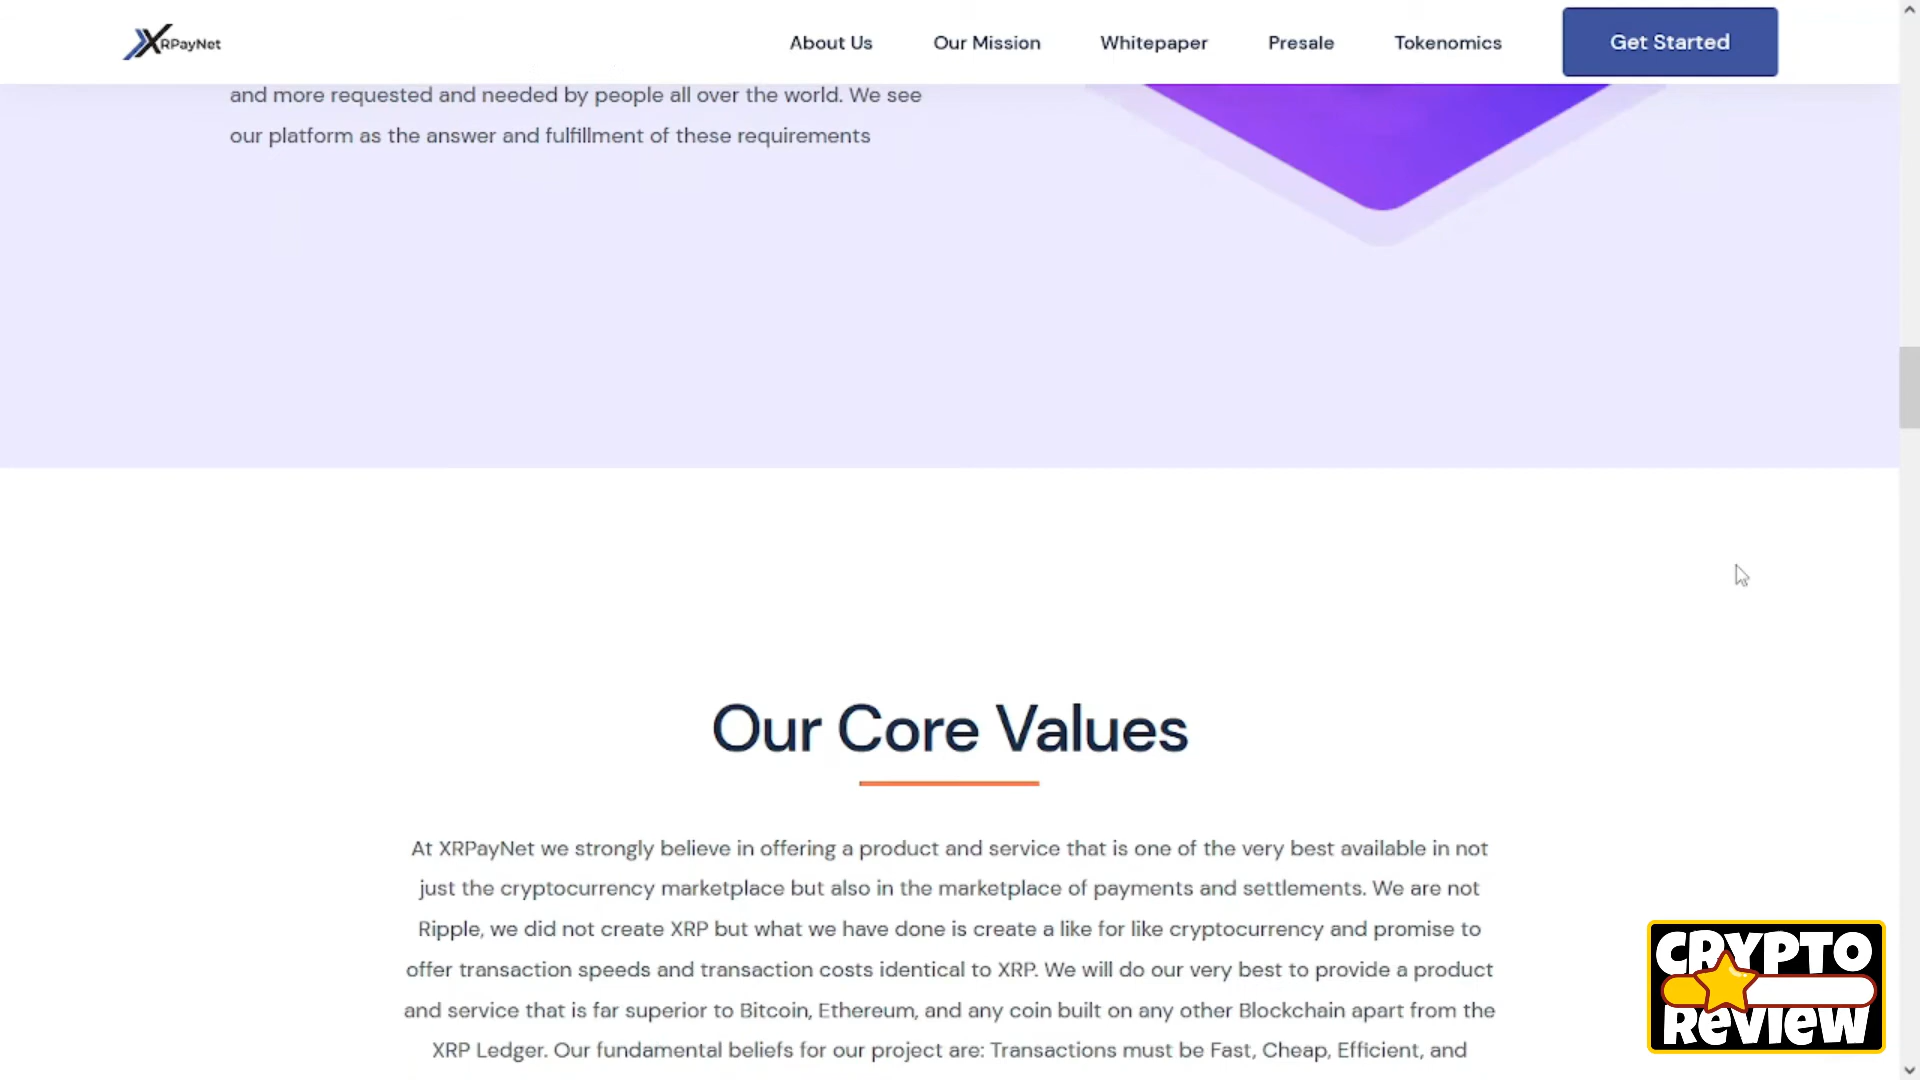 XRPayNet
About Us
Our Mission
Whitepaper
Presale
Tokenomics
Get Started
and more requested and needed by people all over the world. We see
our platform as the answer and fulfillment of these requirements
Our Core Values
At XRPayNet we strongly believe in offering a product and service that is one of the very best available in not
just the cryptocurrency marketplace but also in the marketplace of payments and settlements. We are not
Ripple, we did not create XRP but what we have done is create a like for like cryptocurrency and promise to
offer transaction speeds and transaction costs identical to XRP. We will do our very best to provide a product
and service that is far superior to Bitcoin, Ethereum, and any coin built on any other Blockchain apart from the
XRP Ledger. Our fundamental beliefs for our project are: Transactions must be Fast, Cheap, Efficient, and
CRYPTO
REVIEW